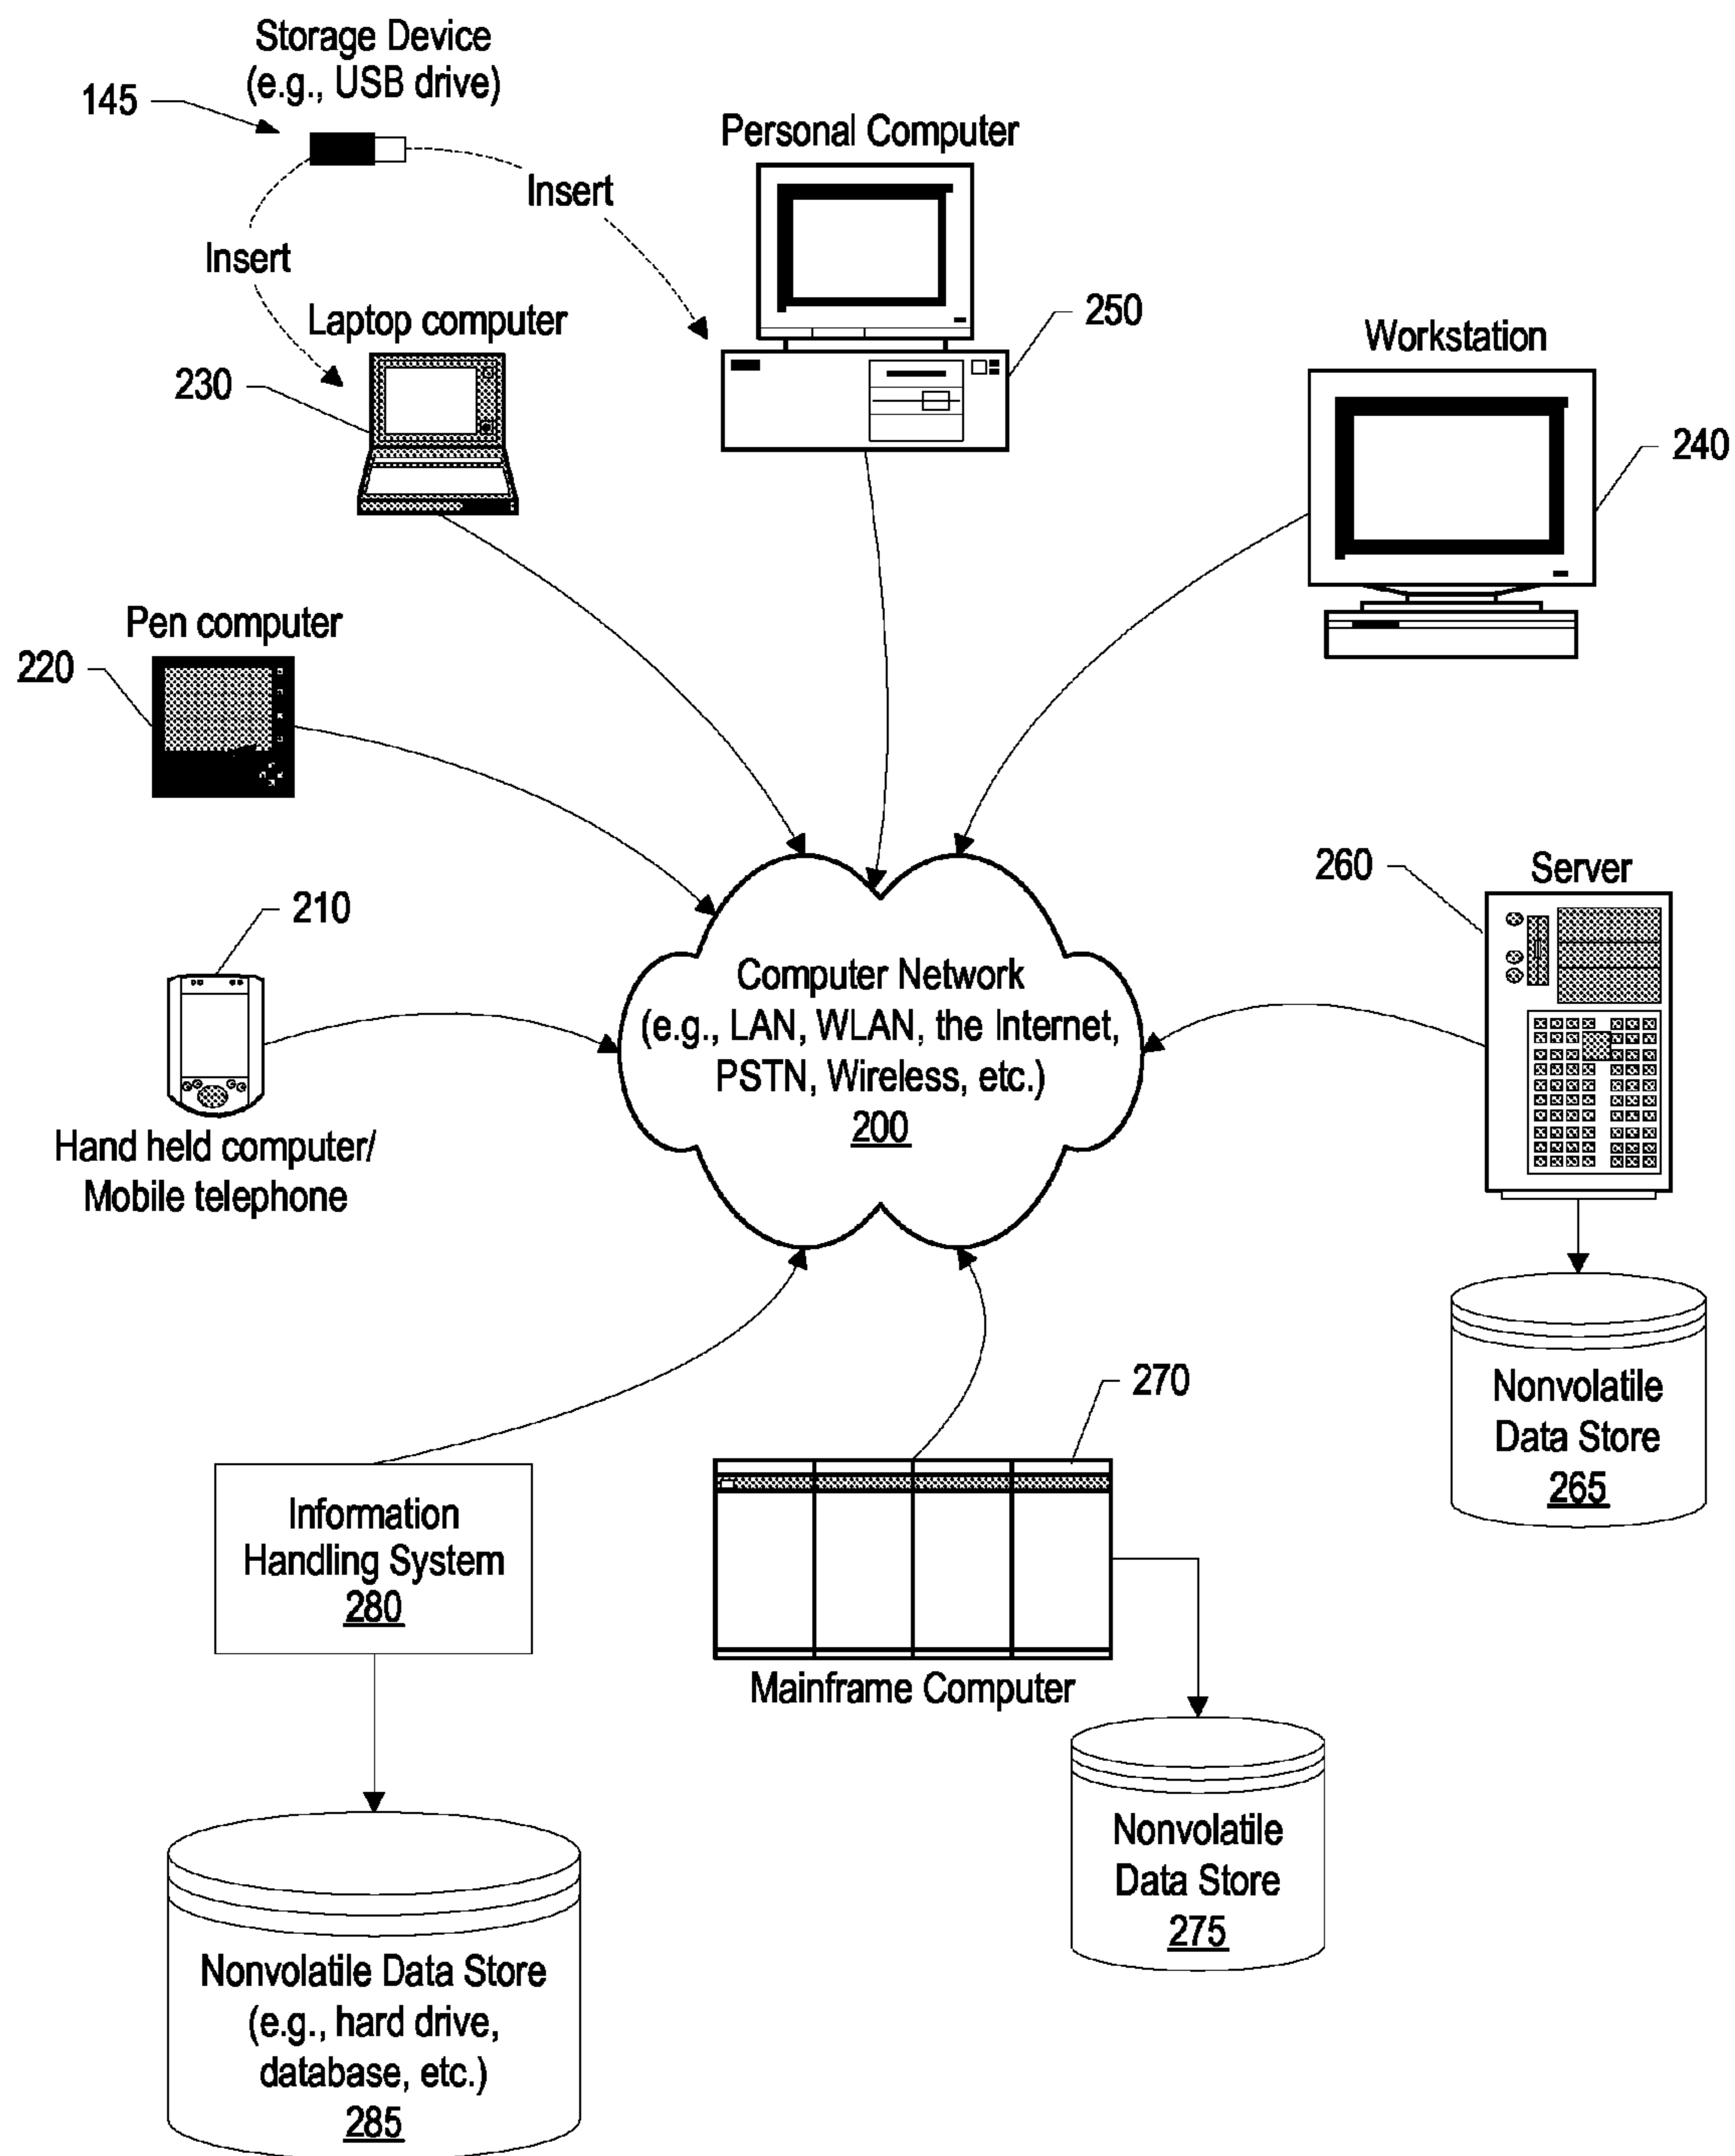 Storage Device
(e.g., USB drive)
145
Personal Computer
Insert
Insert
Laptop computer
250
Workstation
230
240
Pen computer
220
260
Server
210
Computer Network
(e.g., LAN, WLAN, the Internet,
PSTN, Wireless, etc.)
200
Hand held computer/
Mobile telephone
270
Nonvolatile
Data Store
265
Information
Handling System
280
Mainframe Computer
Nonvolatile
Data Store
275
Nonvolatile Data Store
(e.g., hard drive,
database, etc.)
285